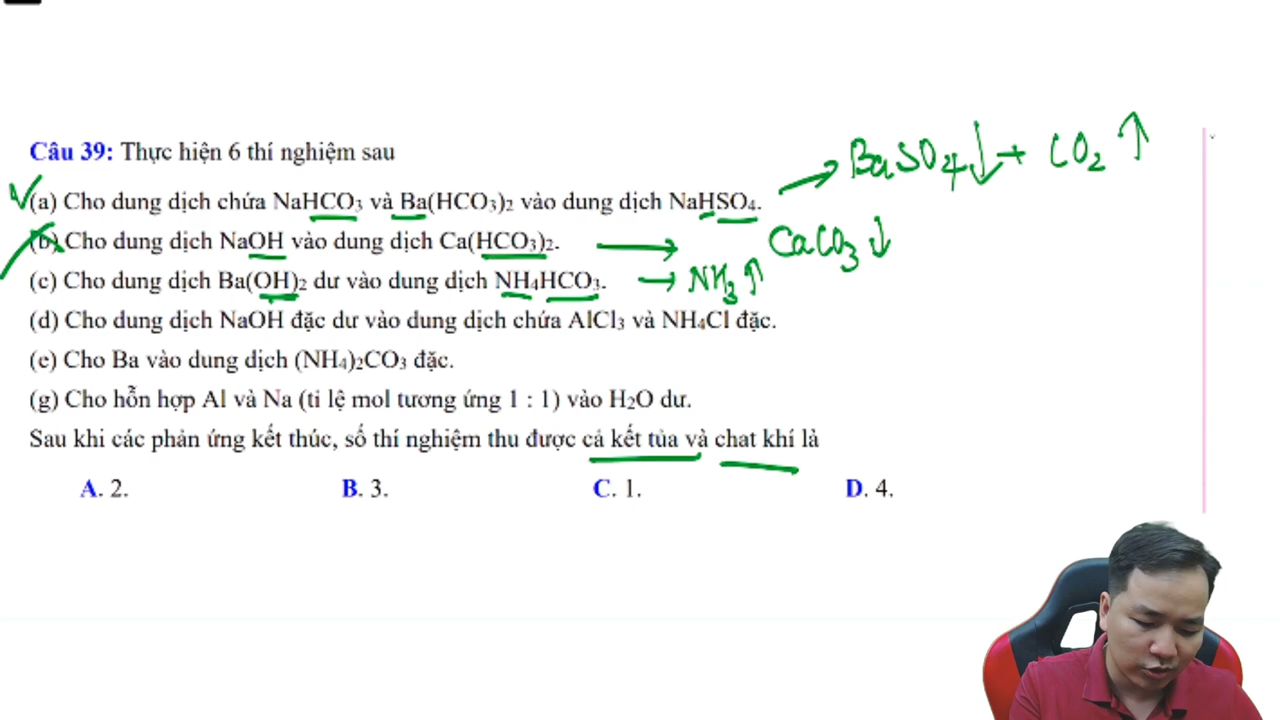 Câu 39: Thực hiện 6 thí nghiệm sau
(a) Cho dung dịch chứa NaHCO₃ và Ba(HCO₃)₂ vào dung dịch NaHSO₄. → BaSO₄↓ + CO₂↑
(b) Cho dung dịch NaOH vào dung dịch Ca(HCO₃)₂. → CaCO₃↓
(c) Cho dung dịch Ba(OH)₂ dư vào dung dịch NH₄HCO₃. → NH₃↑
(d) Cho dung dịch NaOH đặc dư vào dung dịch chứa AlCl₃ và NH₄Cl đặc.
(e) Cho Ba vào dung dịch (NH₄)₂CO₃ đặc.
(g) Cho hỗn hợp Al và Na (tỉ lệ mol tương ứng 1 : 1) vào H₂O dư.
Sau khi các phản ứng kết thúc, số thí nghiệm thu được cả kết tủa và chat khí là
A. 2. B. 3. C. 1. D. 4.